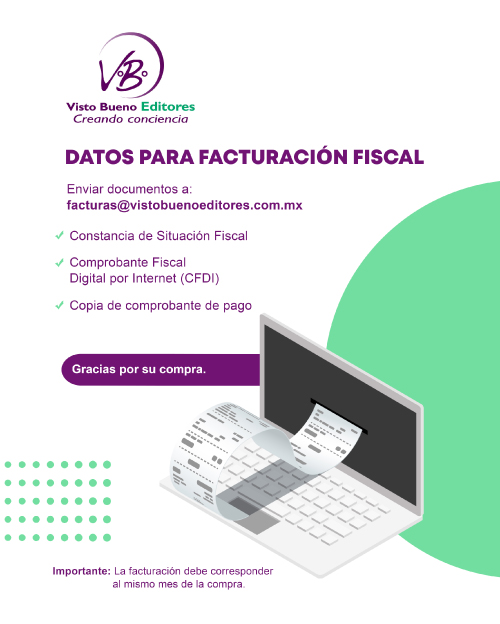 V.B.
Visto Bueno Editores
Creando conciencia
DATOS PARA FACTURACIÓN FISCAL
Enviar documentos a:
facturas@vistobuenoeditores.com.mx
Constancia de Situación Fiscal
Comprobante Fiscal
Digital por Internet (CFDI)
Copia de comprobante de pago
Gracias por su compra.
Importante: La facturación debe corresponder
al mismo mes de la compra.